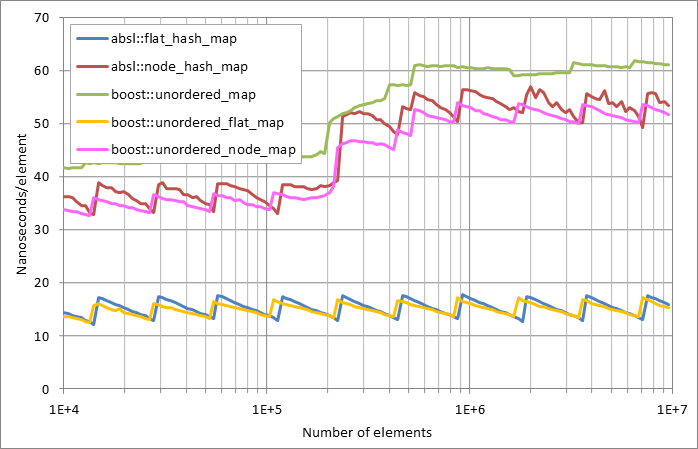 70
60
50
40
30
20
10
0
Nanoseconds/element
absl::flat_hash_map
absl::node_hash_map
boost::unordered_map
boost::unordered_flat_map
boost::unordered_node_map
1E+4
1E+5
1E+6
1E+7
Number of elements